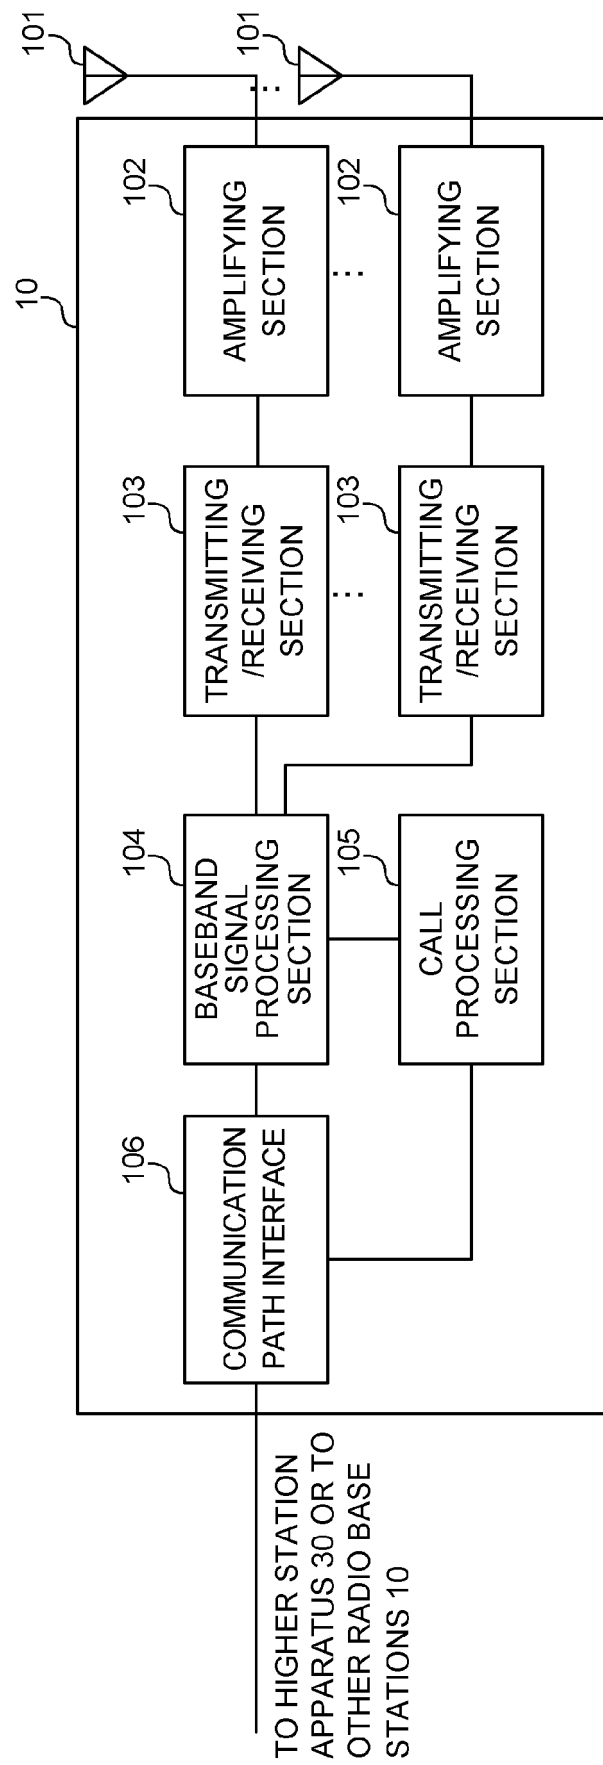 10
101
101
102
AMPLIFYING
SECTION
102
AMPLIFYING
SECTION
103
TRANSMITTING
/RECEIVING
SECTION
103
TRANSMITTING
/RECEIVING
SECTION
104
BASEBAND
SIGNAL
PROCESSING
SECTION
105
CALL
PROCESSING
SECTION
106
COMMUNICATION
PATH INTERFACE
TO HIGHER STATION
APPARATUS 30 OR TO
OTHER RADIO BASE
STATIONS 10